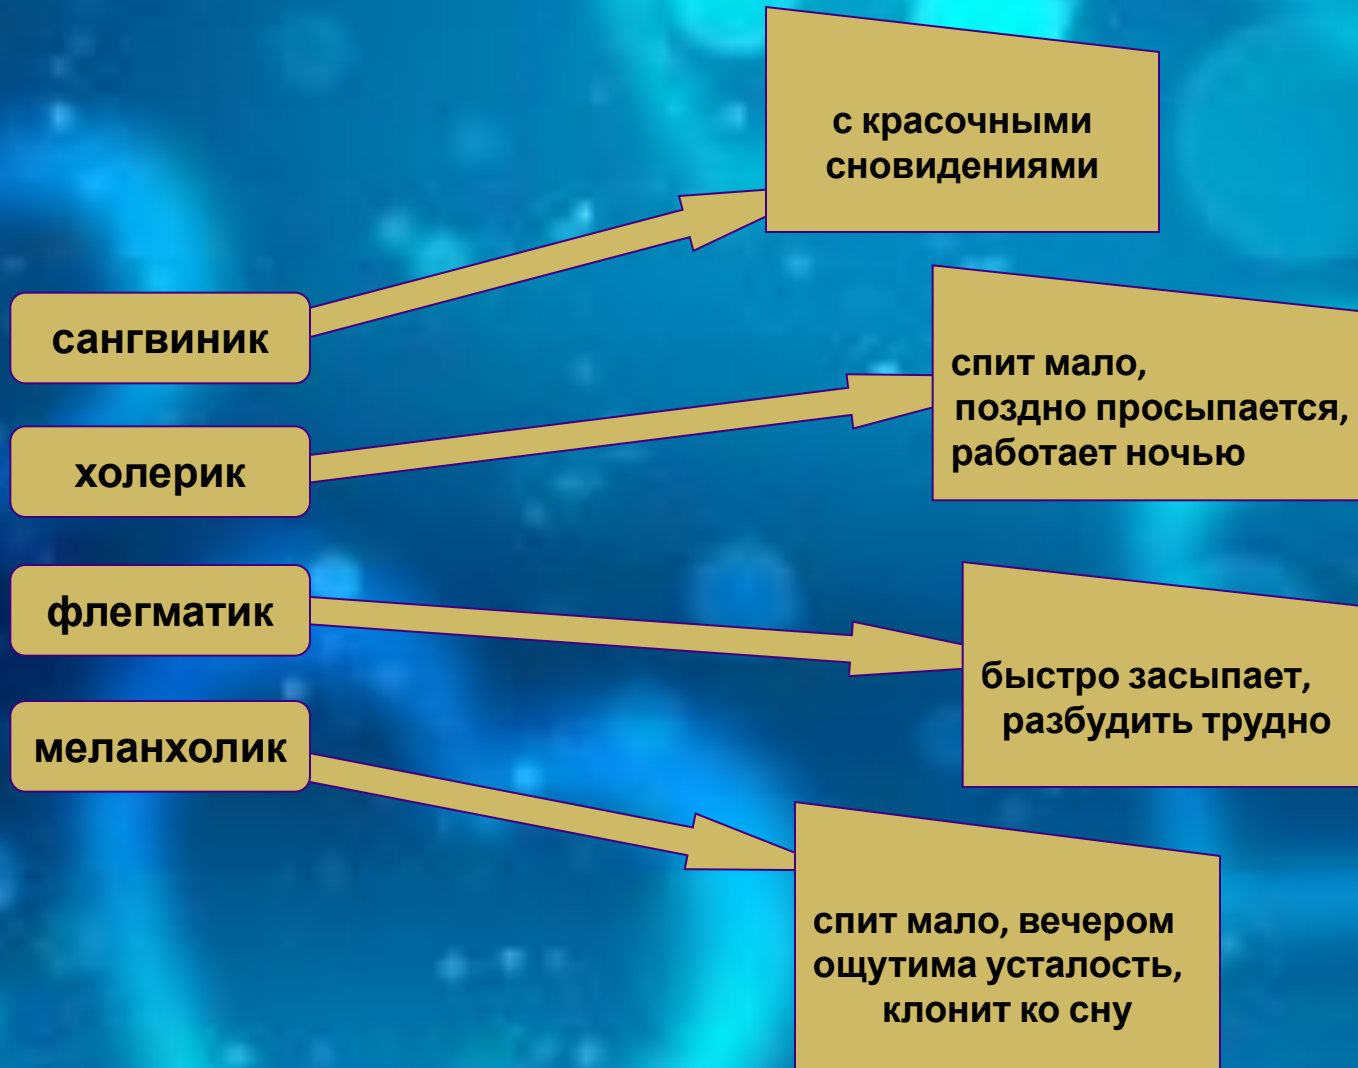 сангвиник
с красочными
сновидениями
холерик
спит мало,
поздно просыпается,
работает ночью
флегматик
быстро засыпает,
разбудить трудно
меланхолик
спит мало, вечером
ощутима усталость,
клонит ко сну